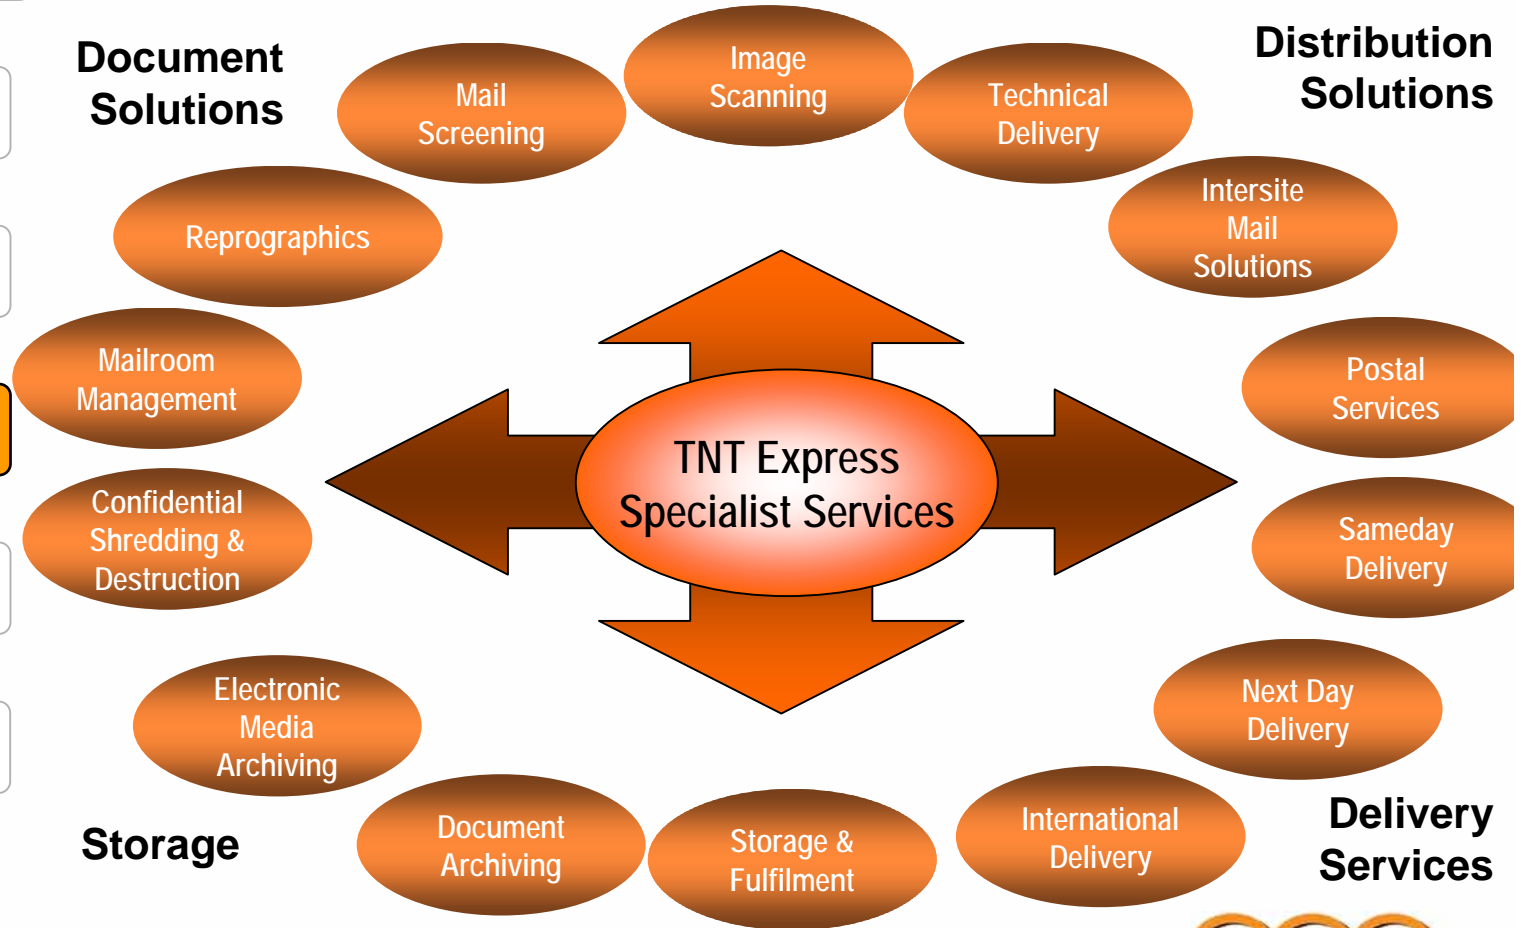 Document
Solutions
Distribution
Solutions
Image
Scanning
Mail
Screening
Technical
Delivery
Intersite
Mail
Solutions
Reprographics
Mailroom
Management
Postal
Services
TNT Express
Specialist Services
Confidential
Shredding &
Destruction
Sameday
Delivery
Electronic
Media
Archiving
Next Day
Delivery
Document
Archiving
Storage &
Fulfilment
International
Delivery
Storage
Delivery
Services